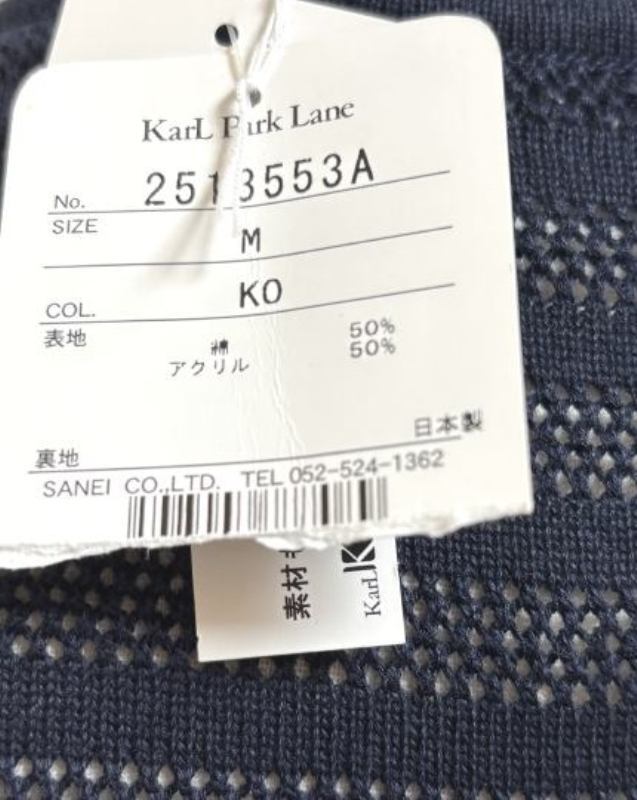 KarL Park Lane
No. 2513553A
SIZE
M
COL. KO
表地
綿 50%
アクリル 50%
日本製
裏地
SANEI CO.,LTD. TEL 052-524-1362
素材
KarL